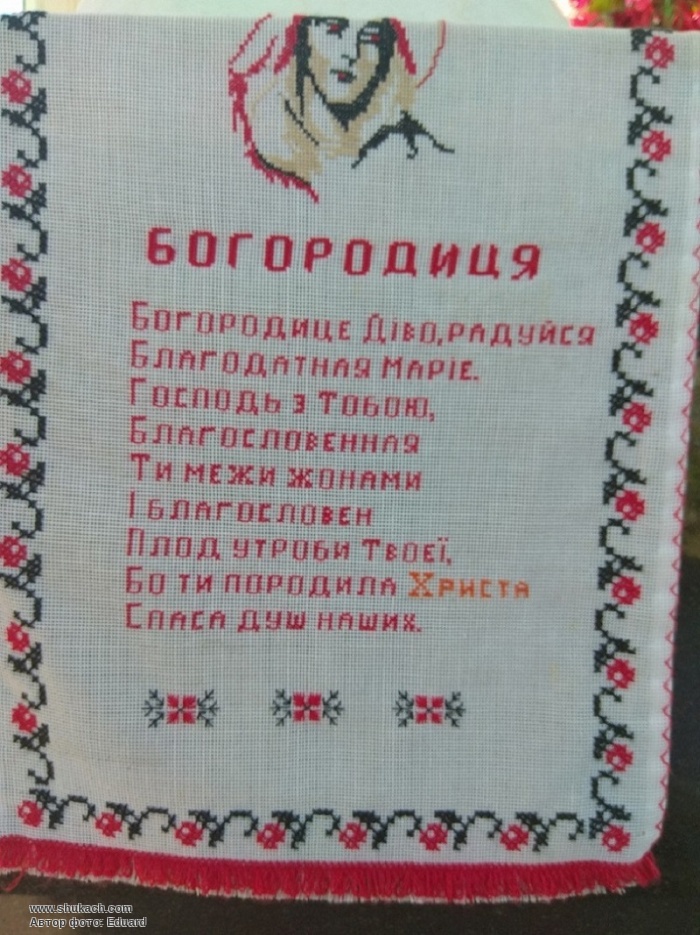 БОГОРОДИЦЯ
Богородице Діво, радуйся
Благодатная Маріє.
Господь з Тобою,
Благословенная
Ти межи жонами
І благословен
Плод утроби Твоєї,
Бо ти породила Христа
Спаса душ наших.
www.shukach.com
Автор фото: Eduard